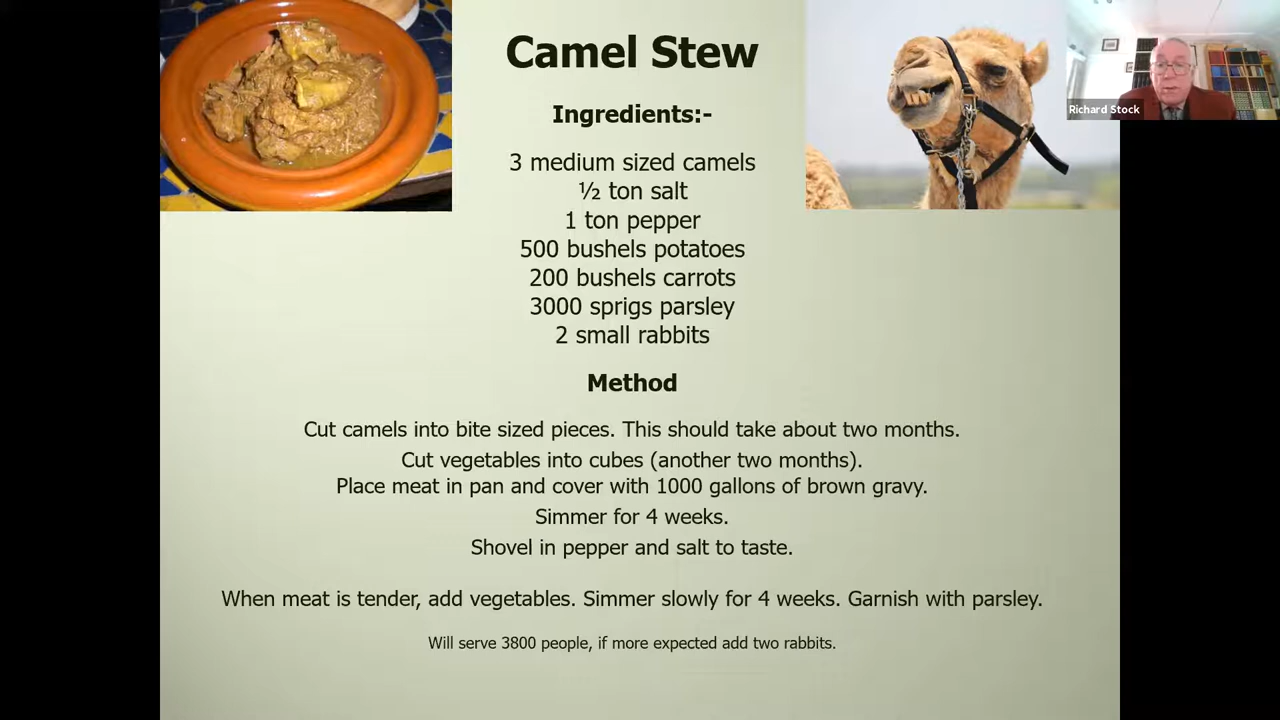 Camel Stew
Richard Stock
Ingredients:-
3 medium sized camels
½ ton salt
1 ton pepper
500 bushels potatoes
200 bushels carrots
3000 sprigs parsley
2 small rabbits
Method
Cut camels into bite sized pieces. This should take about two months.
Cut vegetables into cubes (another two months).
Place meat in pan and cover with 1000 gallons of brown gravy.
Simmer for 4 weeks.
Shovel in pepper and salt to taste.
When meat is tender, add vegetables. Simmer slowly for 4 weeks. Garnish with parsley.
Will serve 3800 people, if more expected add two rabbits.